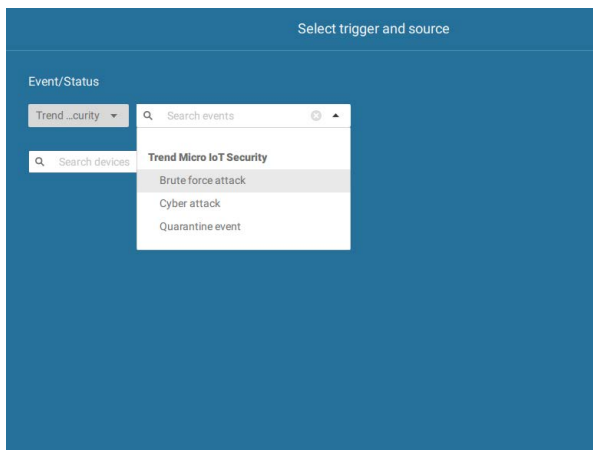 Select trigger and source
Event/Status
Trend ...curity
Search events
Search devices
Trend Micro IoT Security
Brute force attack
Cyber attack
Quarantine event